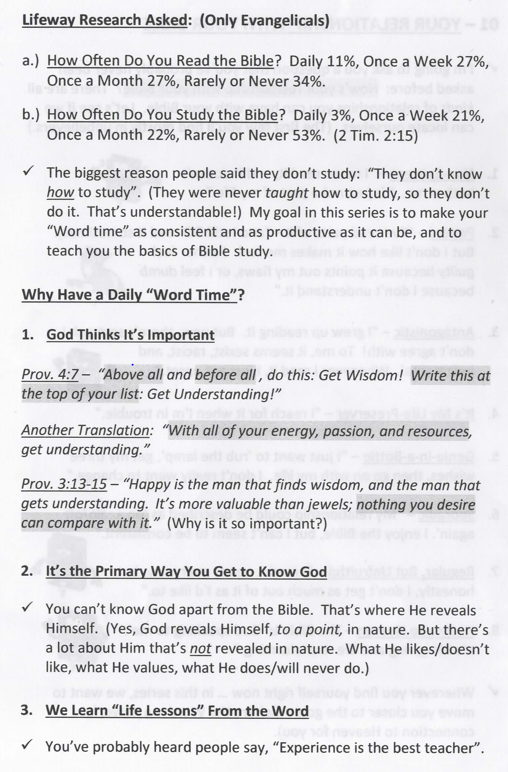 Lifeway Research Asked: (Only Evangelicals)
a.) How Often Do You Read the Bible? Daily 11%, Once a Week 27%,
Once a Month 27%, Rarely or Never 34%.
b.) How Often Do You Study the Bible? Daily 3%, Once a Week 21%,
Once a Month 22%, Rarely or Never 53%. (2 Tim. 2:15)
✓ The biggest reason people said they don't study: "They don't know
how to study". (They were never taught how to study, so they don't
do it. That's understandable!) My goal in this series is to make your
"Word time" as consistent and as productive as it can be, and to
teach you the basics of Bible study.
Why Have a Daily "Word Time"?
1. God Thinks It's Important
Prov. 4:7 – "Above all and before all , do this: Get Wisdom! Write this at
the top of your list: Get Understanding!"
Another Translation: "With all of your energy, passion, and resources,
get understanding."
Prov. 3:13-15 – "Happy is the man that finds wisdom, and the man that
gets understanding. It's more valuable than jewels; nothing you desire
can compare with it." (Why is it so important?)
2. It's the Primary Way You Get to Know God
✓ You can't know God apart from the Bible. That's where He reveals
Himself. (Yes, God reveals Himself, to a point, in nature. But there's
a lot about Him that's not revealed in nature. What He likes/doesn't
like, what He values, what He does/will never do.)
3. We Learn "Life Lessons" From the Word
✓ You've probably heard people say, "Experience is the best teacher".